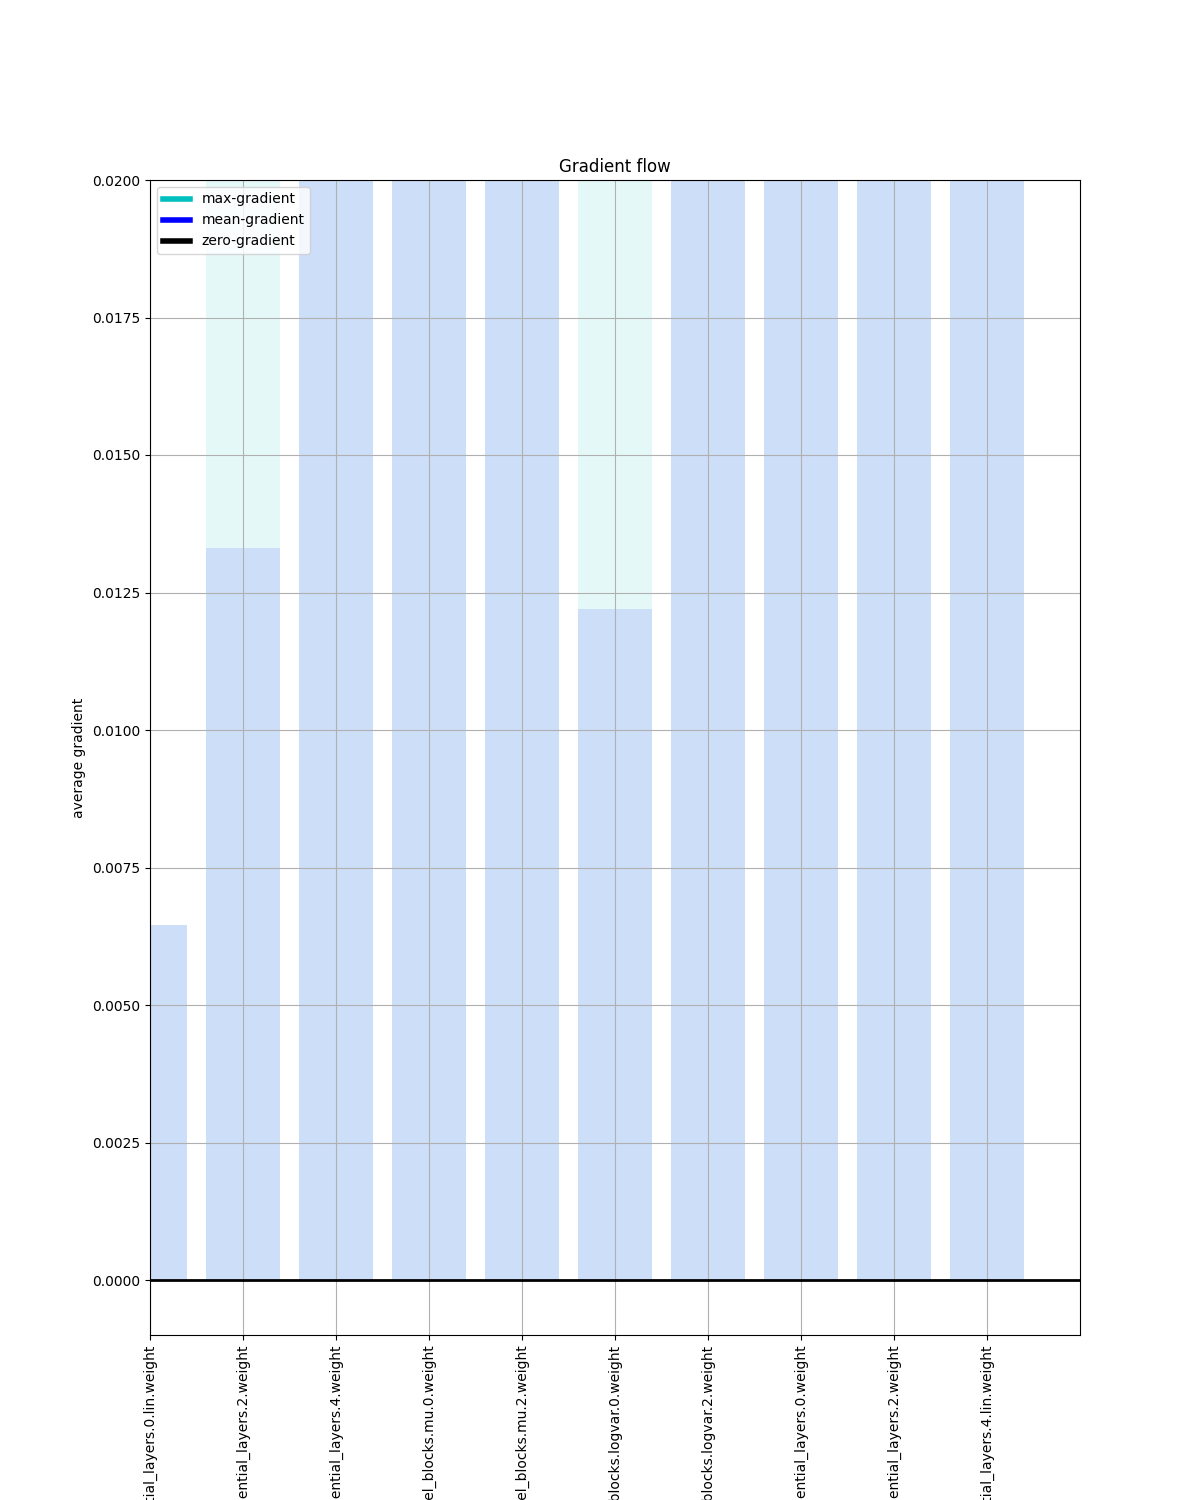 Gradient flow
max-gradient
mean-gradient
zero-gradient
0.0200
0.0175
0.0150
0.0125
0.0100
0.0075
0.0050
0.0025
0.0000
average gradient
tial_layers.0.lin.weight
ential_layers.2.weight
ential_layers.4.weight
el_blocks.mu.0.weight
el_blocks.mu.2.weight
blocks.logvar.0.weight
blocks.logvar.2.weight
ential_layers.0.weight
ential_layers.2.weight
tial_layers.4.lin.weight